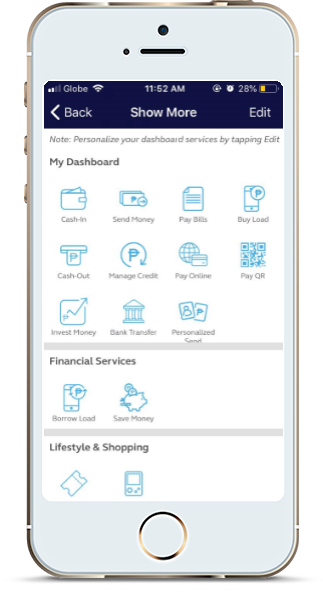 Globe 11:52 AM 28%
Back Show More Edit
Note: Personalize your dashboard services by tapping Edit
My Dashboard
Cash-In Send Money Pay Bills Buy Load
Cash-Out Manage Credit Pay Online Pay QR
Invest Money Bank Transfer Personalized
Send
Financial Services
Borrow Load Save Money
Lifestyle & Shopping